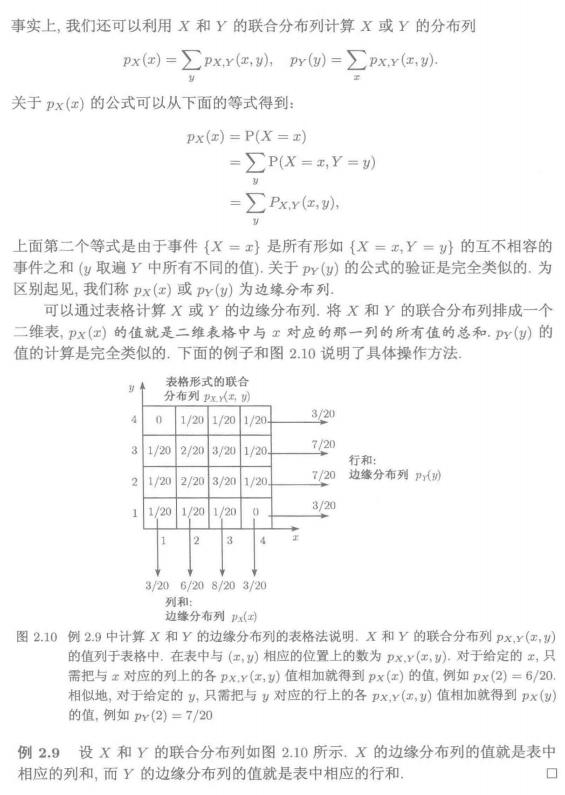 事实上, 我们还可以利用 X 和 Y 的联合分布列计算 X 或 Y 的分布列
p_X(x) = ∑_y p_{X,Y}(x, y),   p_Y(y) = ∑_x p_{X,Y}(x, y).
关于 p_X(x) 的公式可以从下面的等式得到:
p_X(x) = P(X = x)
= ∑_y P(X = x, Y = y)
= ∑_y P_{X,Y}(x, y),
上面第二个等式是由于事件 {X = x} 是所有形如 {X = x, Y = y} 的互不相容的
事件之和 (y 取遍 Y 中所有不同的值). 关于 p_Y(y) 的公式的验证是完全类似的. 为
区别起见, 我们称 p_X(x) 或 p_Y(y) 为边缘分布列.
可以通过表格计算 X 或 Y 的边缘分布列. 将 X 和 Y 的联合分布列排成一个
二维表, p_X(x) 的值就是二维表格中与 x 对应的那一列的所有值的总和. p_Y(y) 的
值的计算是完全类似的. 下面的例子和图 2.10 说明了具体操作方法.
表格形式的联合
y 分布列 p_{X,Y}(x, y)
4 0 1/20 1/20 1/20 3/20
3 1/20 2/20 3/20 1/20 7/20
行和:
2 1/20 2/20 3/20 1/20 7/20 边缘分布列 p_Y(y)
1 1/20 1/20 1/20 0 3/20
1 2 3 4 x
3/20 6/20 8/20 3/20
列和:
边缘分布列 p_X(x)
图 2.10 例 2.9 中计算 X 和 Y 的边缘分布列的表格法说明. X 和 Y 的联合分布列 p_{X,Y}(x, y)
的值列于表格中. 在表中与 (x, y) 相应的位置上的数为 p_{X,Y}(x, y). 对于给定的 x, 只
需把与 x 对应的列上的各 p_{X,Y}(x, y) 值相加就得到 p_X(x) 的值, 例如 p_X(2) = 6/20.
相似地, 对于给定的 y, 只需把与 y 对应的行上的各 p_{X,Y}(x, y) 值相加就得到 p_X(y)
的值, 例如 p_Y(2) = 7/20
例 2.9 设 X 和 Y 的联合分布列如图 2.10 所示. X 的边缘分布列的值就是表中
相应的列和, 而 Y 的边缘分布列的值就是表中相应的行和. □